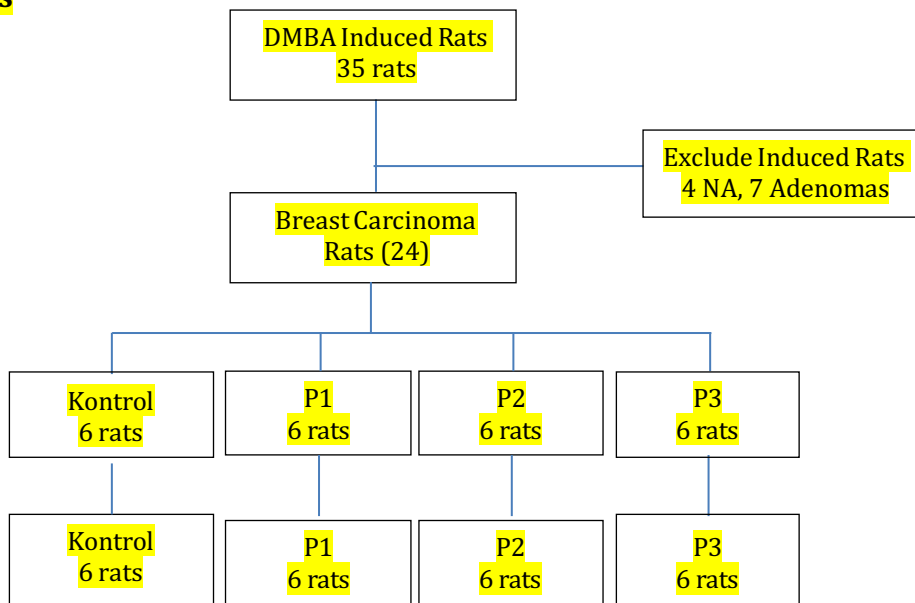 DMBA Induced Rats
35 rats
Exclude Induced Rats
4 NA, 7 Adenomas
Breast Carcinoma
Rats (24)
Kontrol
6 rats
P1
6 rats
P2
6 rats
P3
6 rats
Kontrol
6 rats
P1
6 rats
P2
6 rats
P3
6 rats